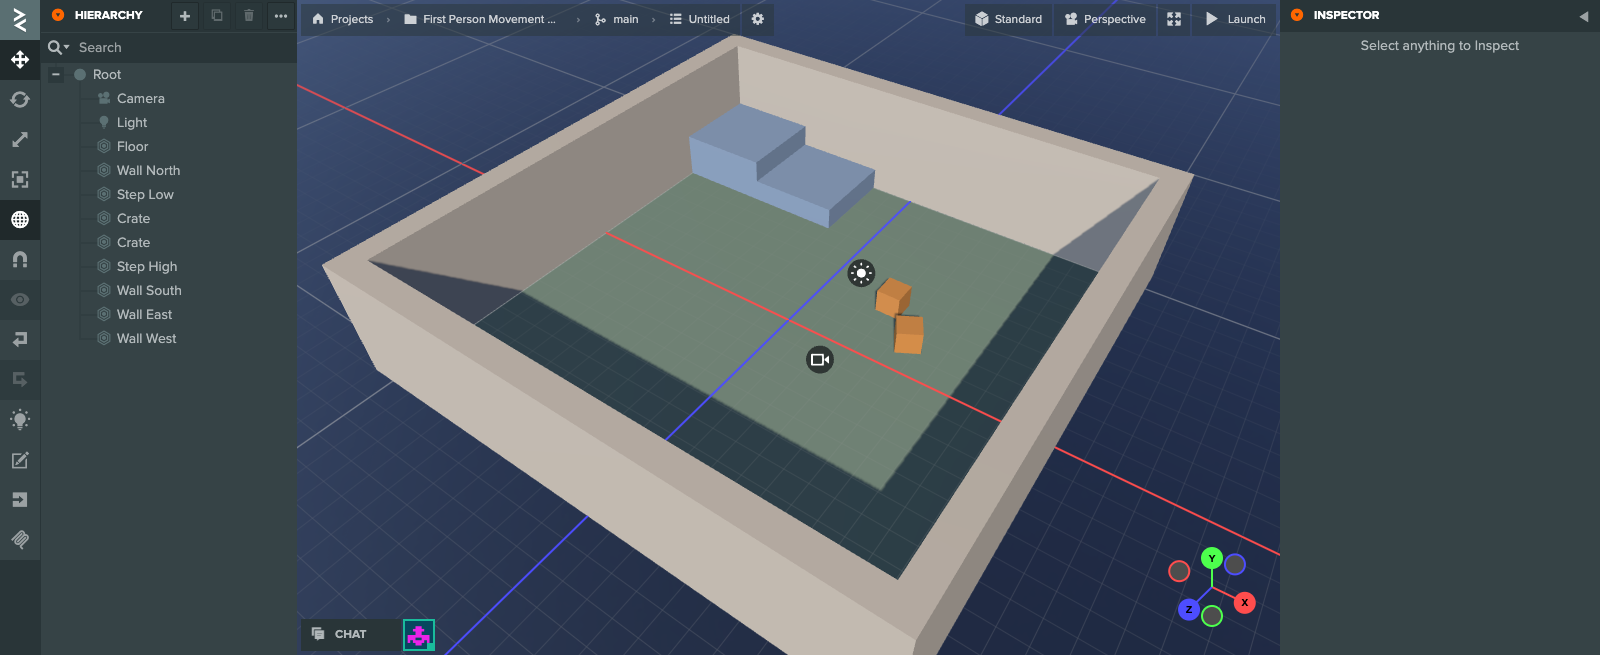 HIERARCHY
Search
Root
Camera
Light
Floor
Wall North
Step Low
Crate
Crate
Step High
Wall South
Wall East
Wall West
Projects › First Person Movement ... › main › Untitled
Standard Perspective Launch
Y
X
Z
CHAT
INSPECTOR
Select anything to Inspect